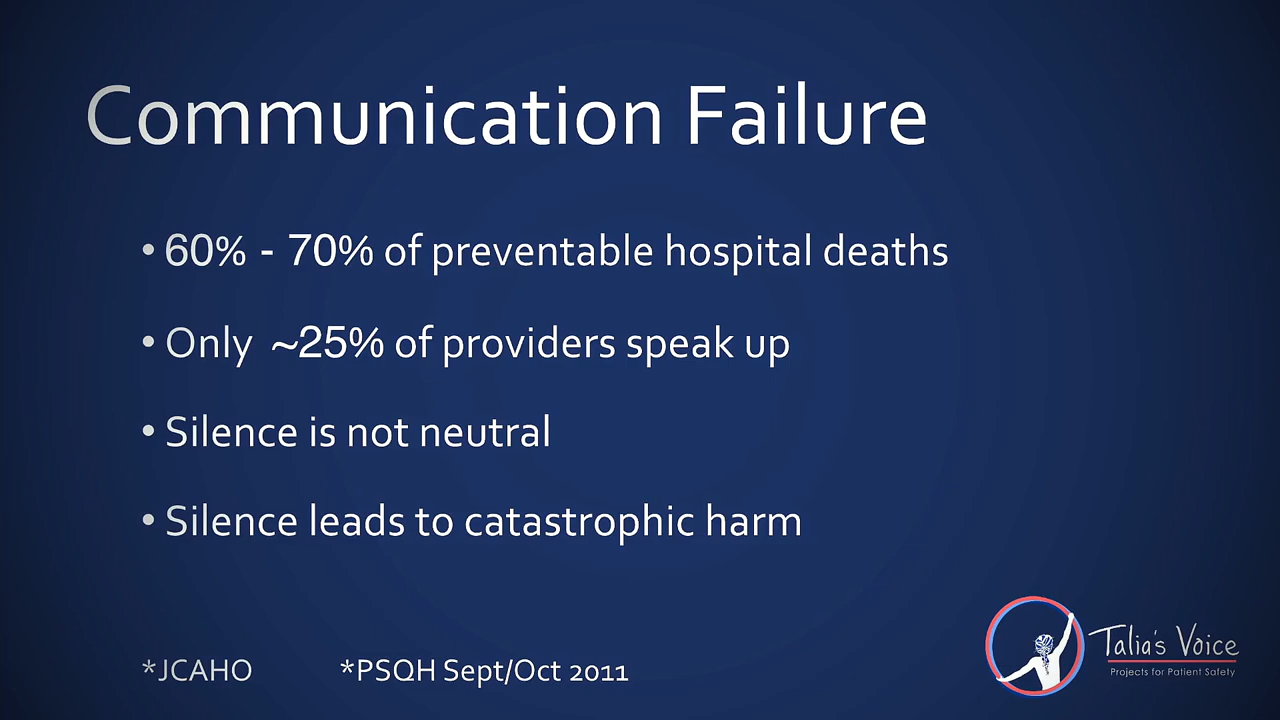 Communication Failure
• 60% - 70% of preventable hospital deaths
• Only ~25% of providers speak up
• Silence is not neutral
• Silence leads to catastrophic harm
*JCAHO *PSQH Sept/Oct 2011
Talia's Voice
Projects for Patient Safety